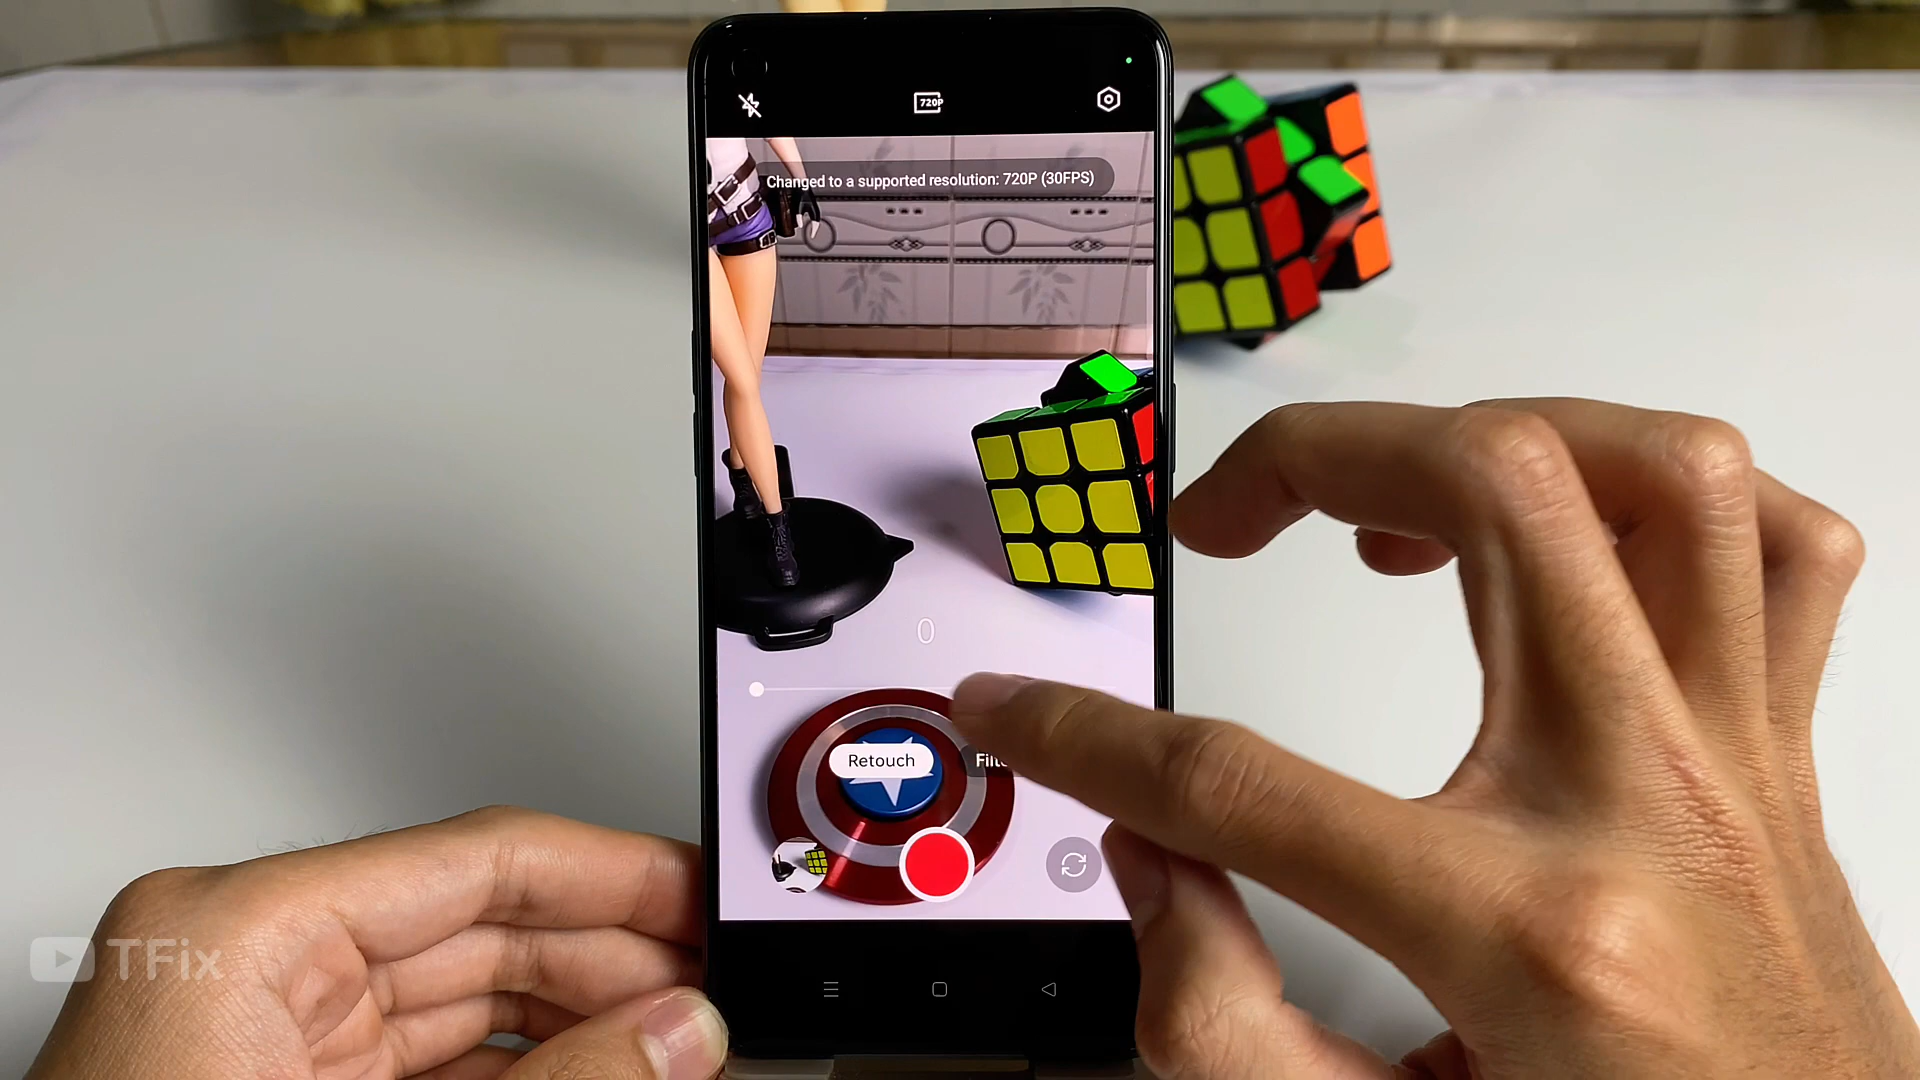 720P
Changed to a supported resolution: 720P (30FPS)
0
Retouch
TFix